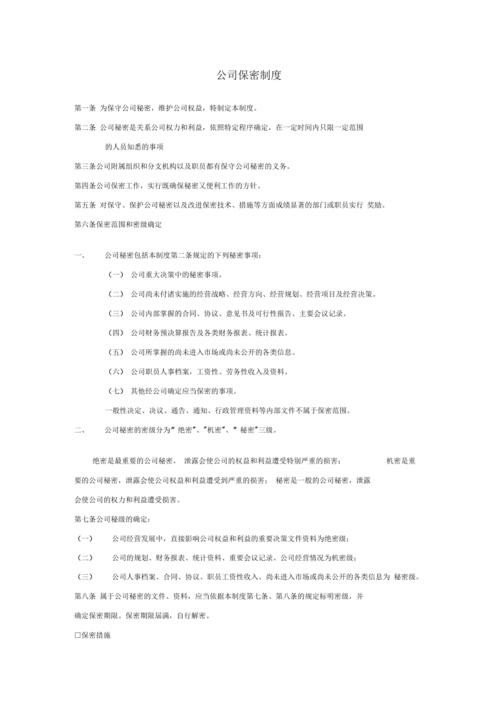 公司保密制度
第一条 为保守公司秘密，维护公司权益，特制定本制度。
第二条 公司秘密是关系公司权力和利益，依照特定程序确定，在一定时间内只限一定范围
的人员知悉的事项
第三条公司附属组织和分支机构以及职员都有保守公司秘密的义务。
第四条公司保密工作，实行既确保秘密又便利工作的方针。
第五条 对保守、保护公司秘密以及改进保密技术、措施等方面成绩显著的部门或职员实行 奖励。
第六条保密范围和密级确定
一、 公司秘密包括本制度第二条规定的下列秘密事项：
（一） 公司重大决策中的秘密事项。
（二） 公司尚未付诸实施的经营战略、经营方向、经营规划、经营项目及经营决策。
（三） 公司内部掌握的合同、协议、意见书及可行性报告、主要会议记录。
（四） 公司财务预决算报告及各类财务报表、统计报表。
（五） 公司所掌握的尚未进入市场或尚未公开的各类信息。
（六） 公司职员人事档案，工资性、劳务性收入及资料。
（七） 其他经公司确定应当保密的事项。
一般性决定、决议、通告、通知、行政管理资料等内部文件不属于保密范围。
二、 公司秘密的密级分为"绝密"、"机密"、"秘密"三级。
绝密是最重要的公司秘密， 泄露会使公司的权益和利益遭受特别严重的损害； 机密是重
要的公司秘密，泄露会使公司权益和利益遭受到严重的损害； 秘密是一般的公司秘密，泄露
会使公司的权力和利益遭受损害。
第七条公司秘级的确定：
（一） 公司经营发展中，直接影响公司权益和利益的重要决策文件资料为绝密级；
（二） 公司的规划、财务报表、统计资料、重要会议记录、公司经营情况为机密级；
（三） 公司人事档案、合同、协议、职员工资性收入、尚未进入市场或尚未公开的各类信息为 秘密级。
第八条 属于公司秘密的文件、资料，应当依据本制度第七条、第八条的规定标明密级，并
确定保密期限。保密期限届满，自行解密。
□保密措施